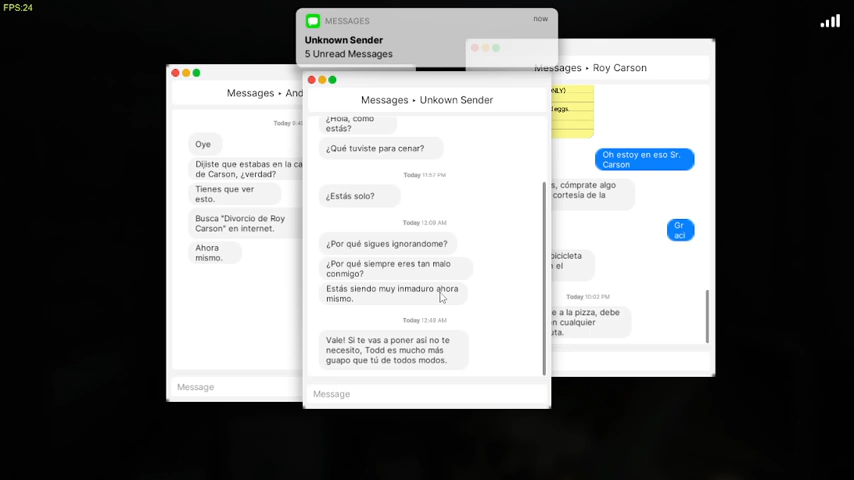 FPS:24
MESSAGES
now
Unknown Sender
5 Unread Messages
Messages ▸ And
Today
Oye
Dijiste que estabas en la ca
de Carson, ¿verdad?
Tienes que ver
esto.
Busca "Divorcio de Roy
Carson" en internet.
Ahora
mismo.
Message
Messages ▸ Unkown Sender
¿Hola, como
estás?
¿Qué tuviste para cenar?
Today 11:57 PM
¿Estás solo?
Today 12:09 AM
¿Por qué sigues ignorandome?
¿Por qué siempre eres tan malo
conmigo?
Estás siendo muy inmaduro ahora
mismo.
Today 12:49 AM
Vale! Si te vas a poner así no te
necesito, Todd es mucho más
guapo que tú de todos modos.
Message
Messages ▸ Roy Carson
NLY)
eggs.
Oh estoy en eso Sr.
Carson
s, cómprate algo
cortesía de la
Gr
aci
bicicleta
en el
Today 10:02 PM
e a la pizza, debe
en cualquier
uta.